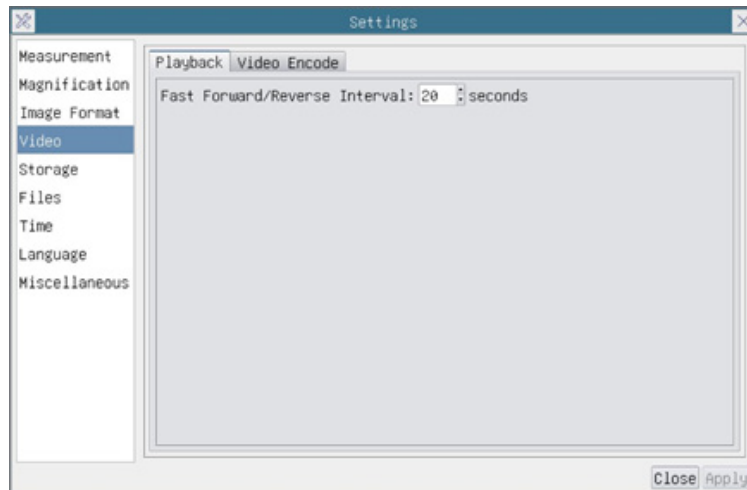 Settings
Measurement
Magnification
Image Format
Video
Storage
Files
Time
Language
Miscellaneous
Playback Video Encode
Fast Forward/Reverse Interval: 20 seconds
Close Apply